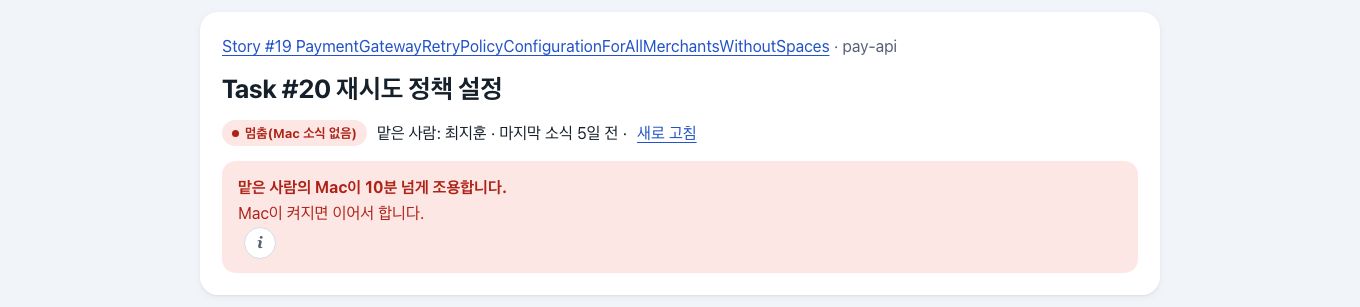 Story #19 PaymentGatewayRetryPolicyConfigurationForAllMerchantsWithoutSpaces · pay-api
Task #20 재시도 정책 설정
멈춤(Mac 소식 없음) 맡은 사람: 최지훈 · 마지막 소식 5일 전 · 새로 고침
맡은 사람의 Mac이 10분 넘게 조용합니다.
Mac이 켜지면 이어서 합니다.
i